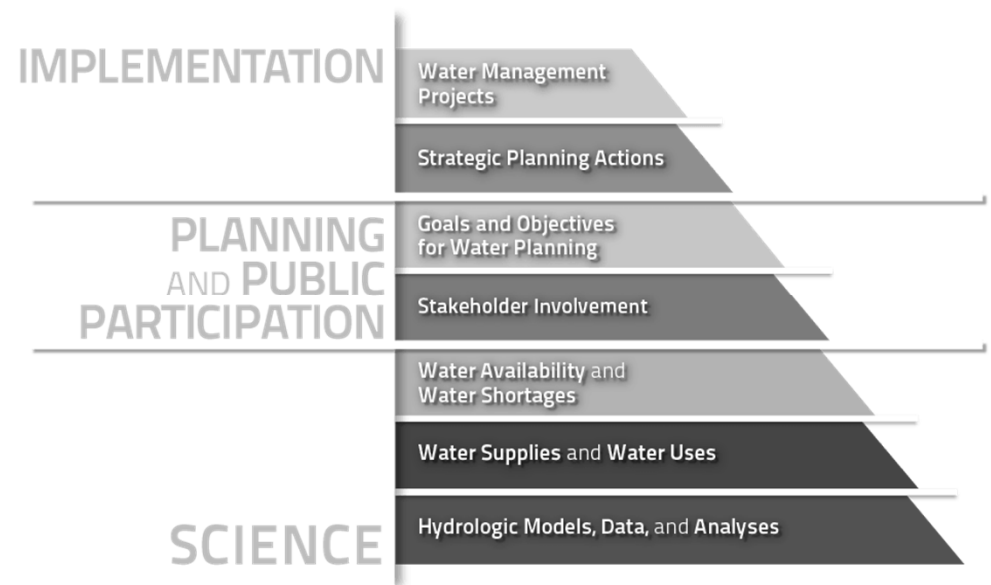 IMPLEMENTATION
Water Management
Projects
Strategic Planning Actions
PLANNING
AND PUBLIC
PARTICIPATION
Goals and Objectives
for Water Planning
Stakeholder Involvement
Water Availability and
Water Shortages
Water Supplies and Water Uses
SCIENCE
Hydrologic Models, Data, and Analyses